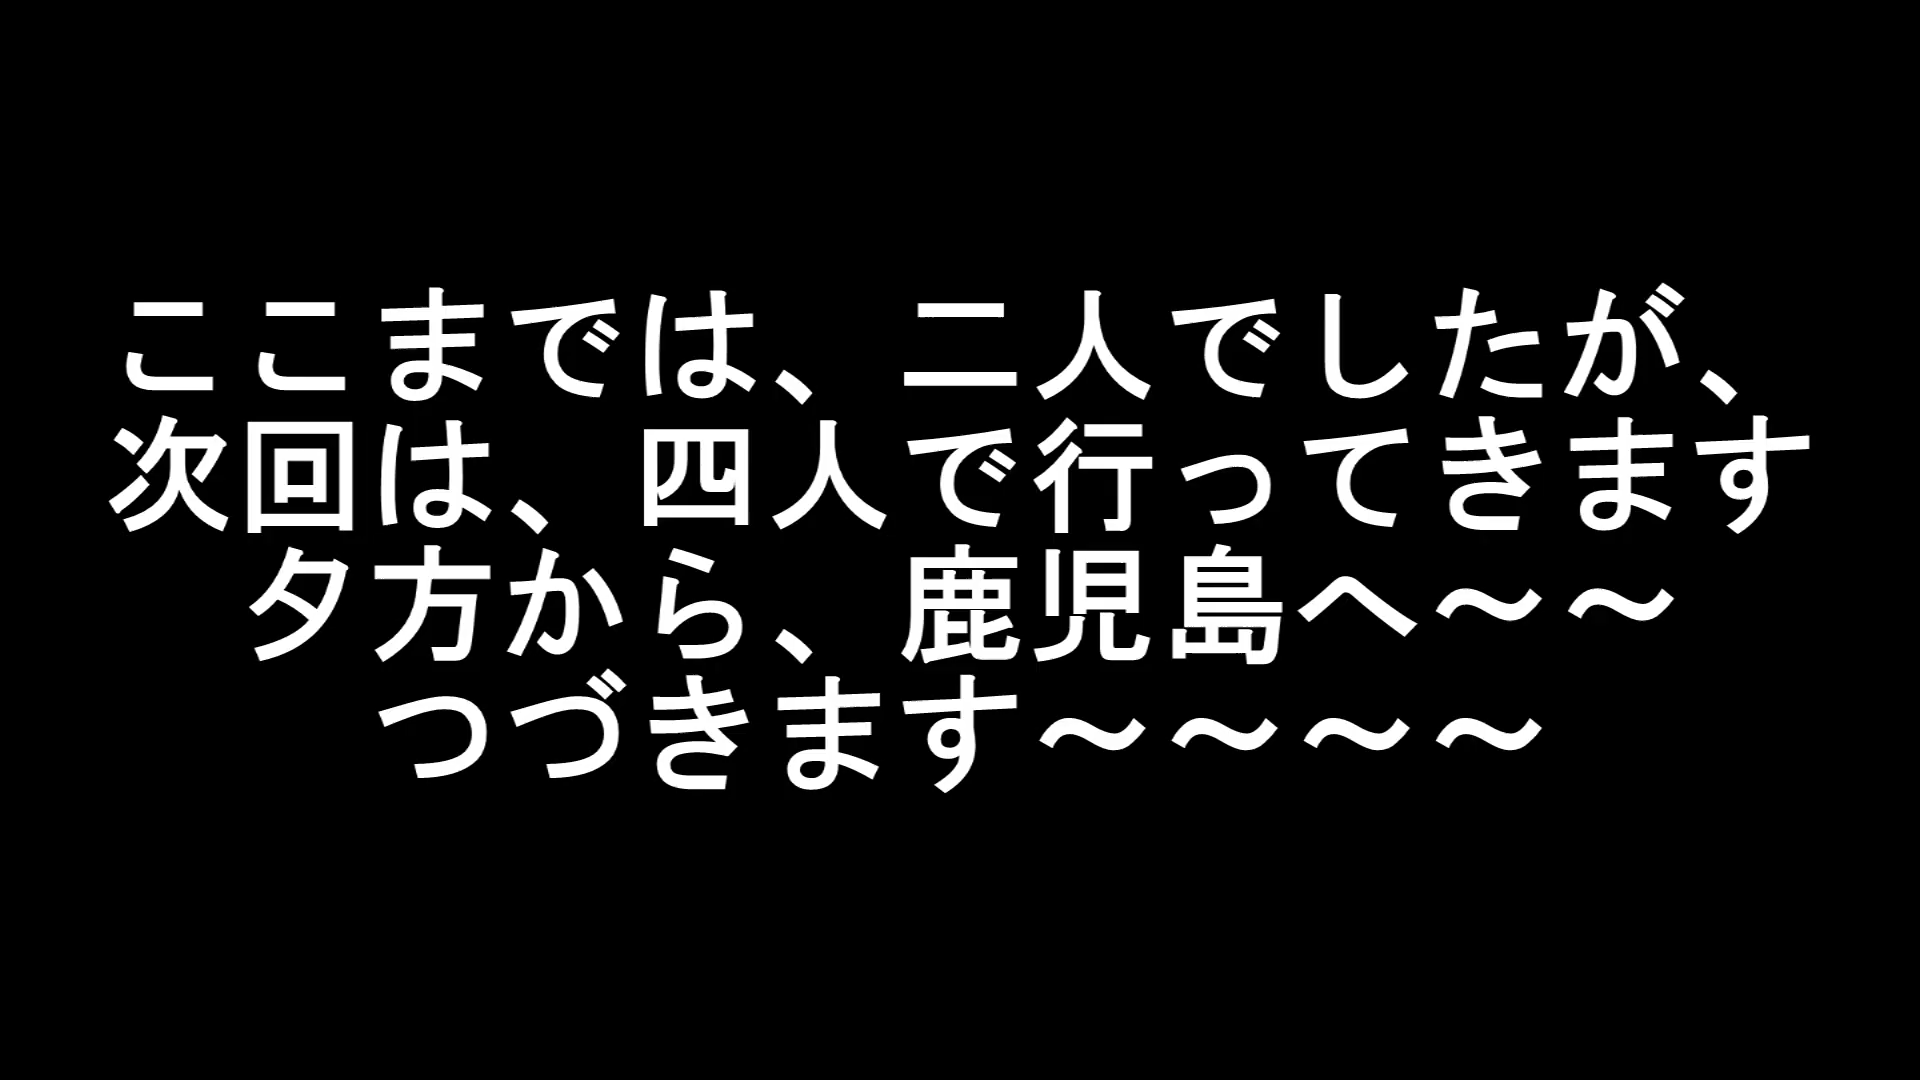 ここまでは、二人でしたが、
次回は、四人で行ってきます
夕方から、鹿児島へ～～
つづきます～～～～